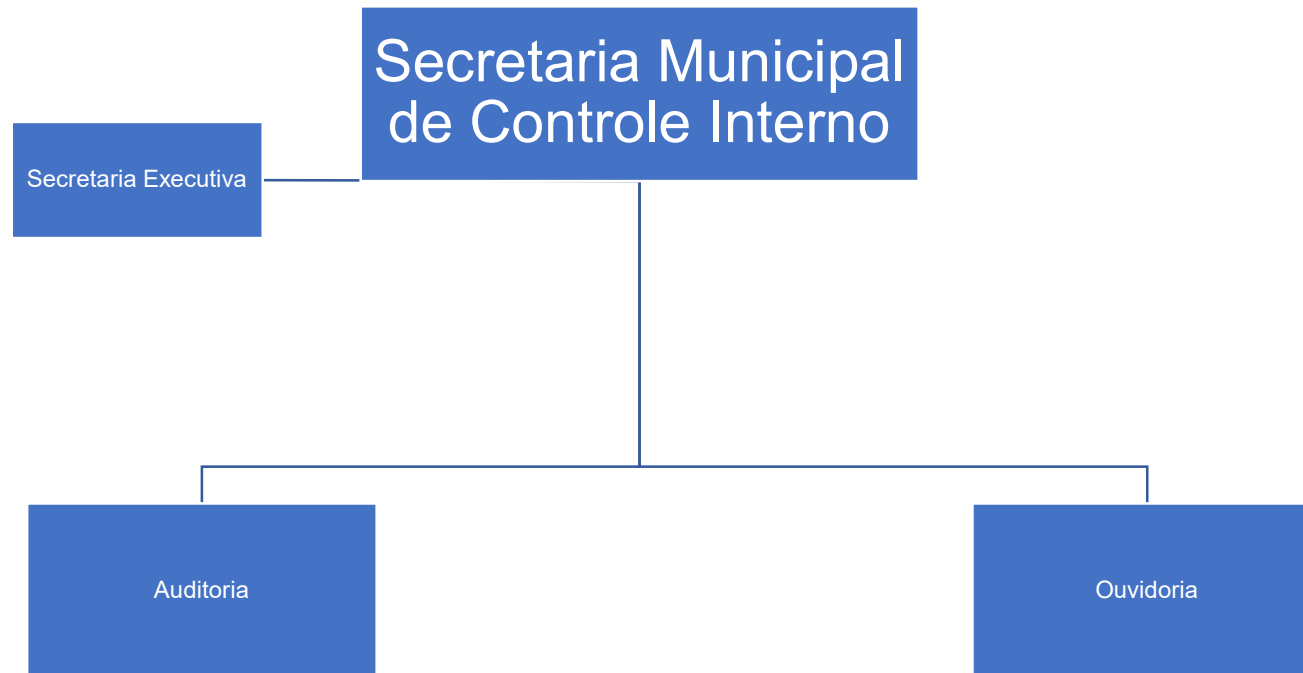 Secretaria Municipal
de Controle Interno
Secretaria Executiva
Auditoria
Ouvidoria